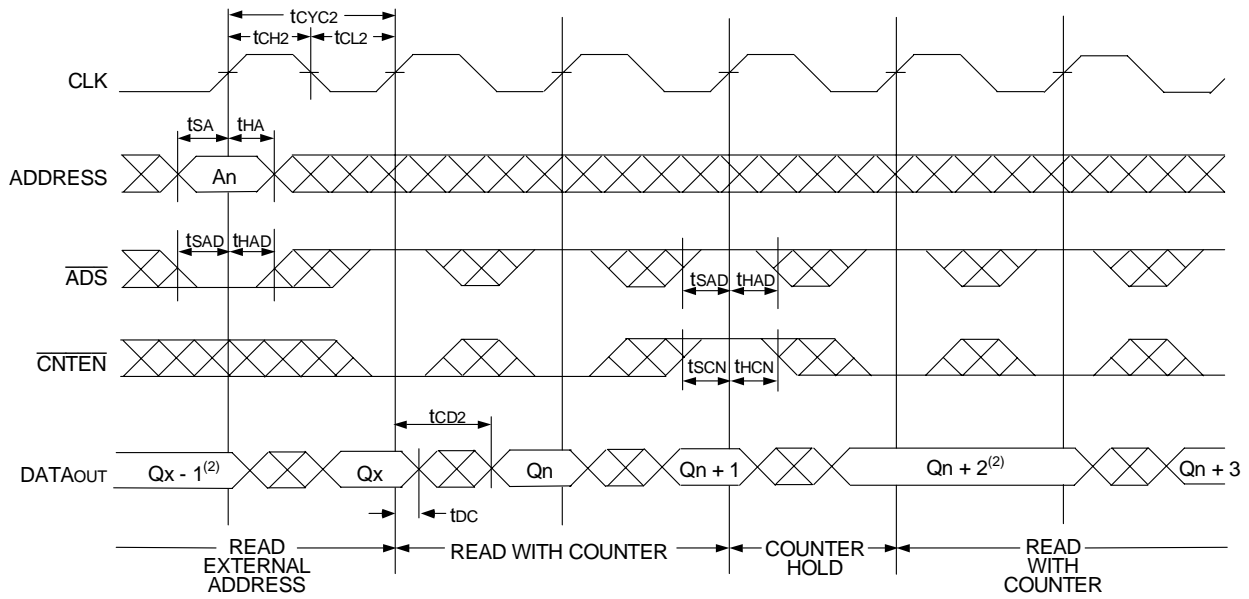 tCYC2
tCH2 tCL2
CLK
tSA tHA
ADDRESS An
tSAD tHAD
ADS
tSAD tHAD
CNTEN
tSCN tHCN
tCD2
DATAOUT Qx - 1(2) Qx Qn Qn + 1 Qn + 2(2) Qn + 3
tDC
READ EXTERNAL ADDRESS
READ WITH COUNTER
COUNTER HOLD
READ WITH COUNTER